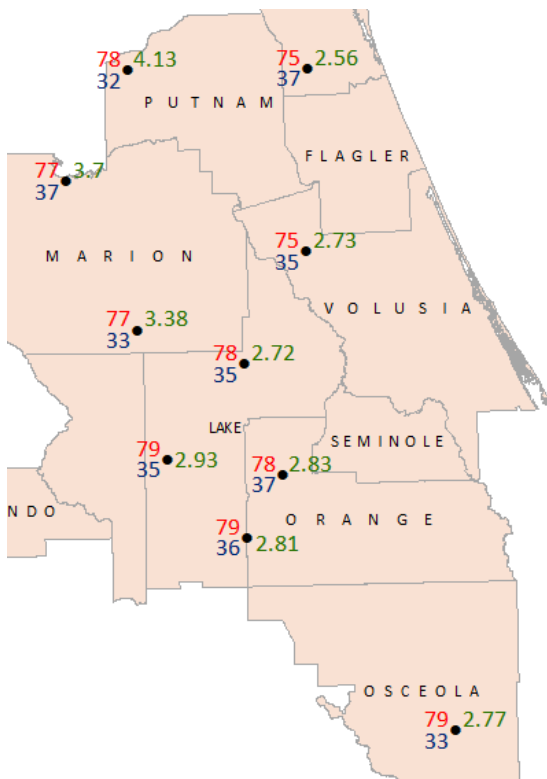 78 4.13
32
75 2.56
37
PUTNAM
FLAGLER
77 3.7
37
75 2.73
35
MARION
VOLUSIA
77 3.38
33
78 2.72
35
LAKE
SEMINOLE
79
35 2.93
78 2.83
37
NDO
ORANGE
79
36 2.81
OSCEOLA
79 2.77
33